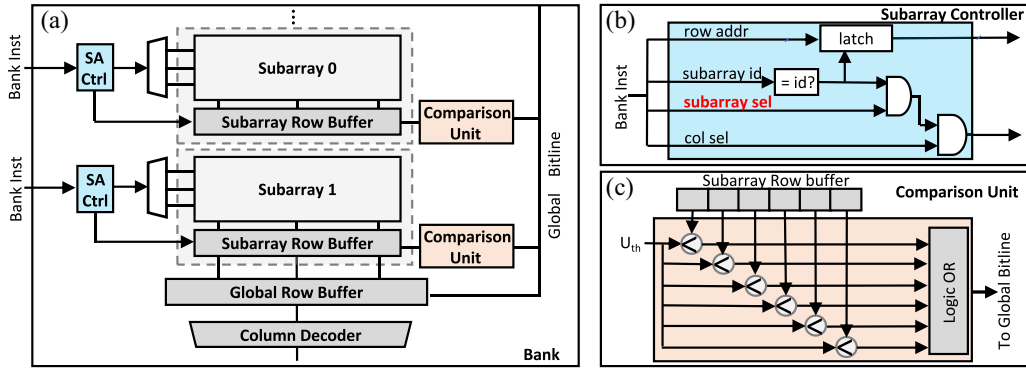 (a)
⋮
Bank Inst
SA
Ctrl
Subarray 0
Subarray Row Buffer
Comparison
Unit
Bank Inst
SA
Ctrl
Subarray 1
Subarray Row Buffer
Comparison
Unit
Global Bitline
Global Row Buffer
Column Decoder
Bank
(b)
Subarray Controller
Bank Inst
row addr
latch
subarray id
= id?
subarray sel
col sel
(c)
Subarray Row buffer
Comparison Unit
Uth
<
<
<
<
<
<
Logic OR
To Global Bitline